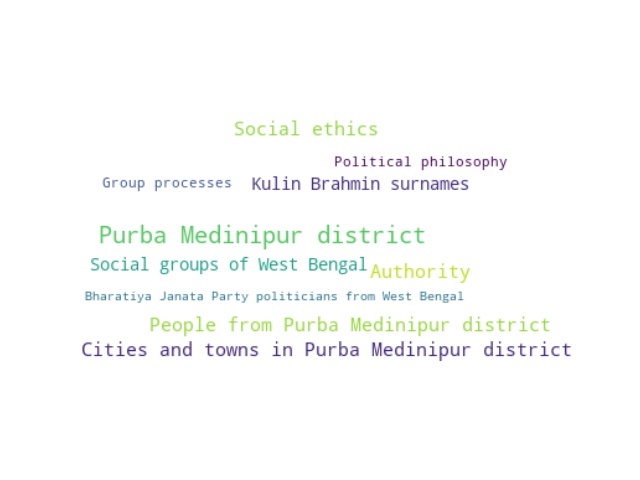 Social ethics
Political philosophy
Group processes Kulin Brahmin surnames
Purba Medinipur district
Social groups of West Bengal Authority
Bharatiya Janata Party politicians from West Bengal
People from Purba Medinipur district
Cities and towns in Purba Medinipur district